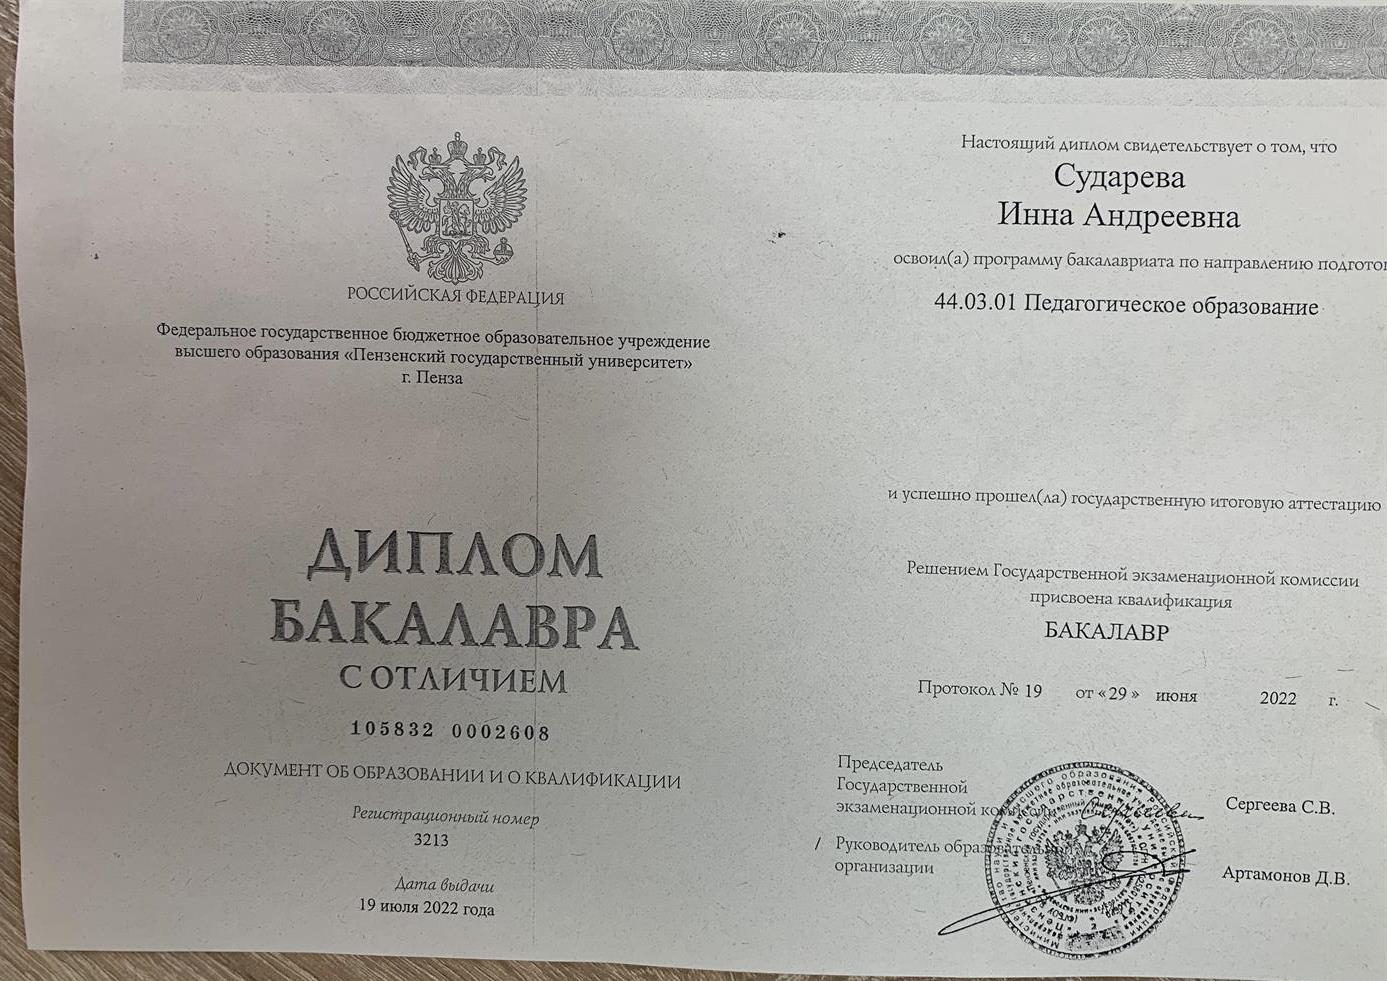 РОССИЙСКАЯ ФЕДЕРАЦИЯ
Федеральное государственное бюджетное образовательное учреждение
высшего образования «Пензенский государственный университет»
г. Пенза
ДИПЛОМ
БАКАЛАВРА
С ОТЛИЧИЕМ
105832 0002608
ДОКУМЕНТ ОБ ОБРАЗОВАНИИ И О КВАЛИФИКАЦИИ
Регистрационный номер
3213
Дата выдачи
19 июля 2022 года
Настоящий диплом свидетельствует о том, что
Сударева
Инна Андреевна
освоил(а) программу бакалавриата по направлению подгото
44.03.01 Педагогическое образование
и успешно прошел(ла) государственную итоговую аттестацию
Решением Государственной экзаменационной комиссии
присвоена квалификация
БАКАЛАВР
Протокол № 19 от «29» июня 2022 г.
Председатель
Государственной
экзаменационной комиссии
Сергеева С.В.
/ Руководитель образовательной
организации
Артамонов Д.В.